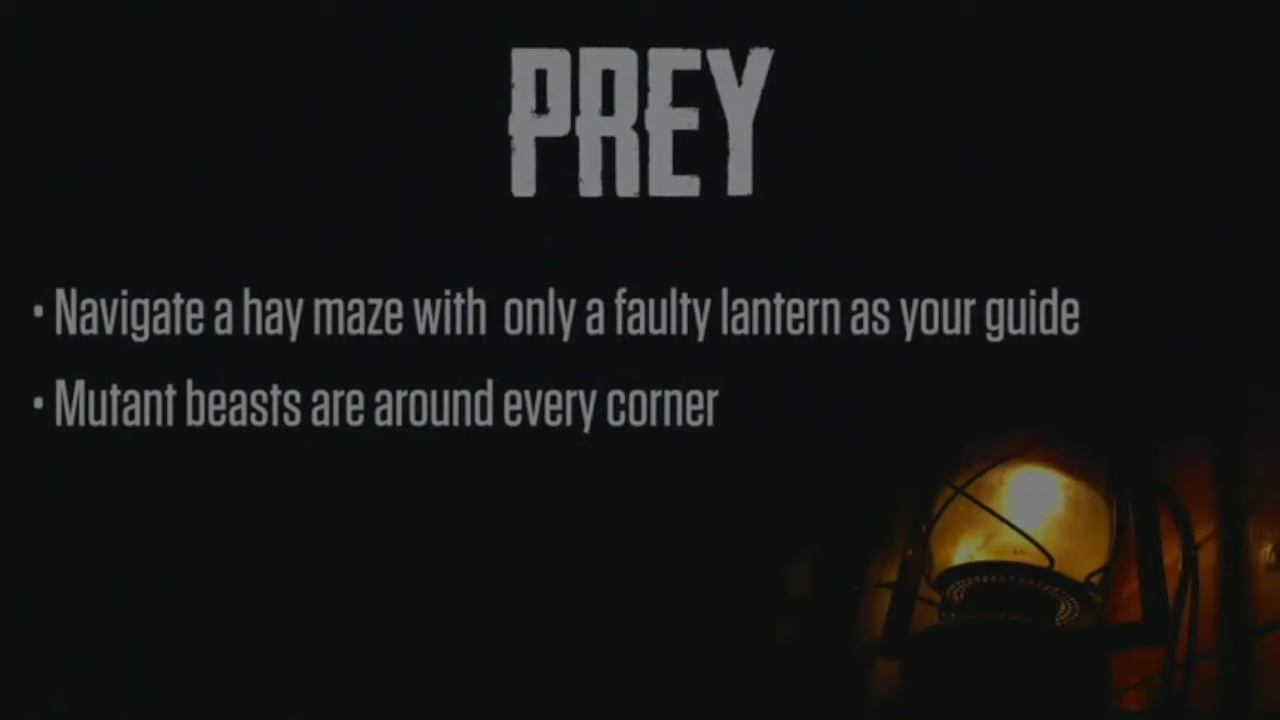 PREY
• Navigate a hay maze with only a faulty lantern as your guide
• Mutant beasts are around every corner